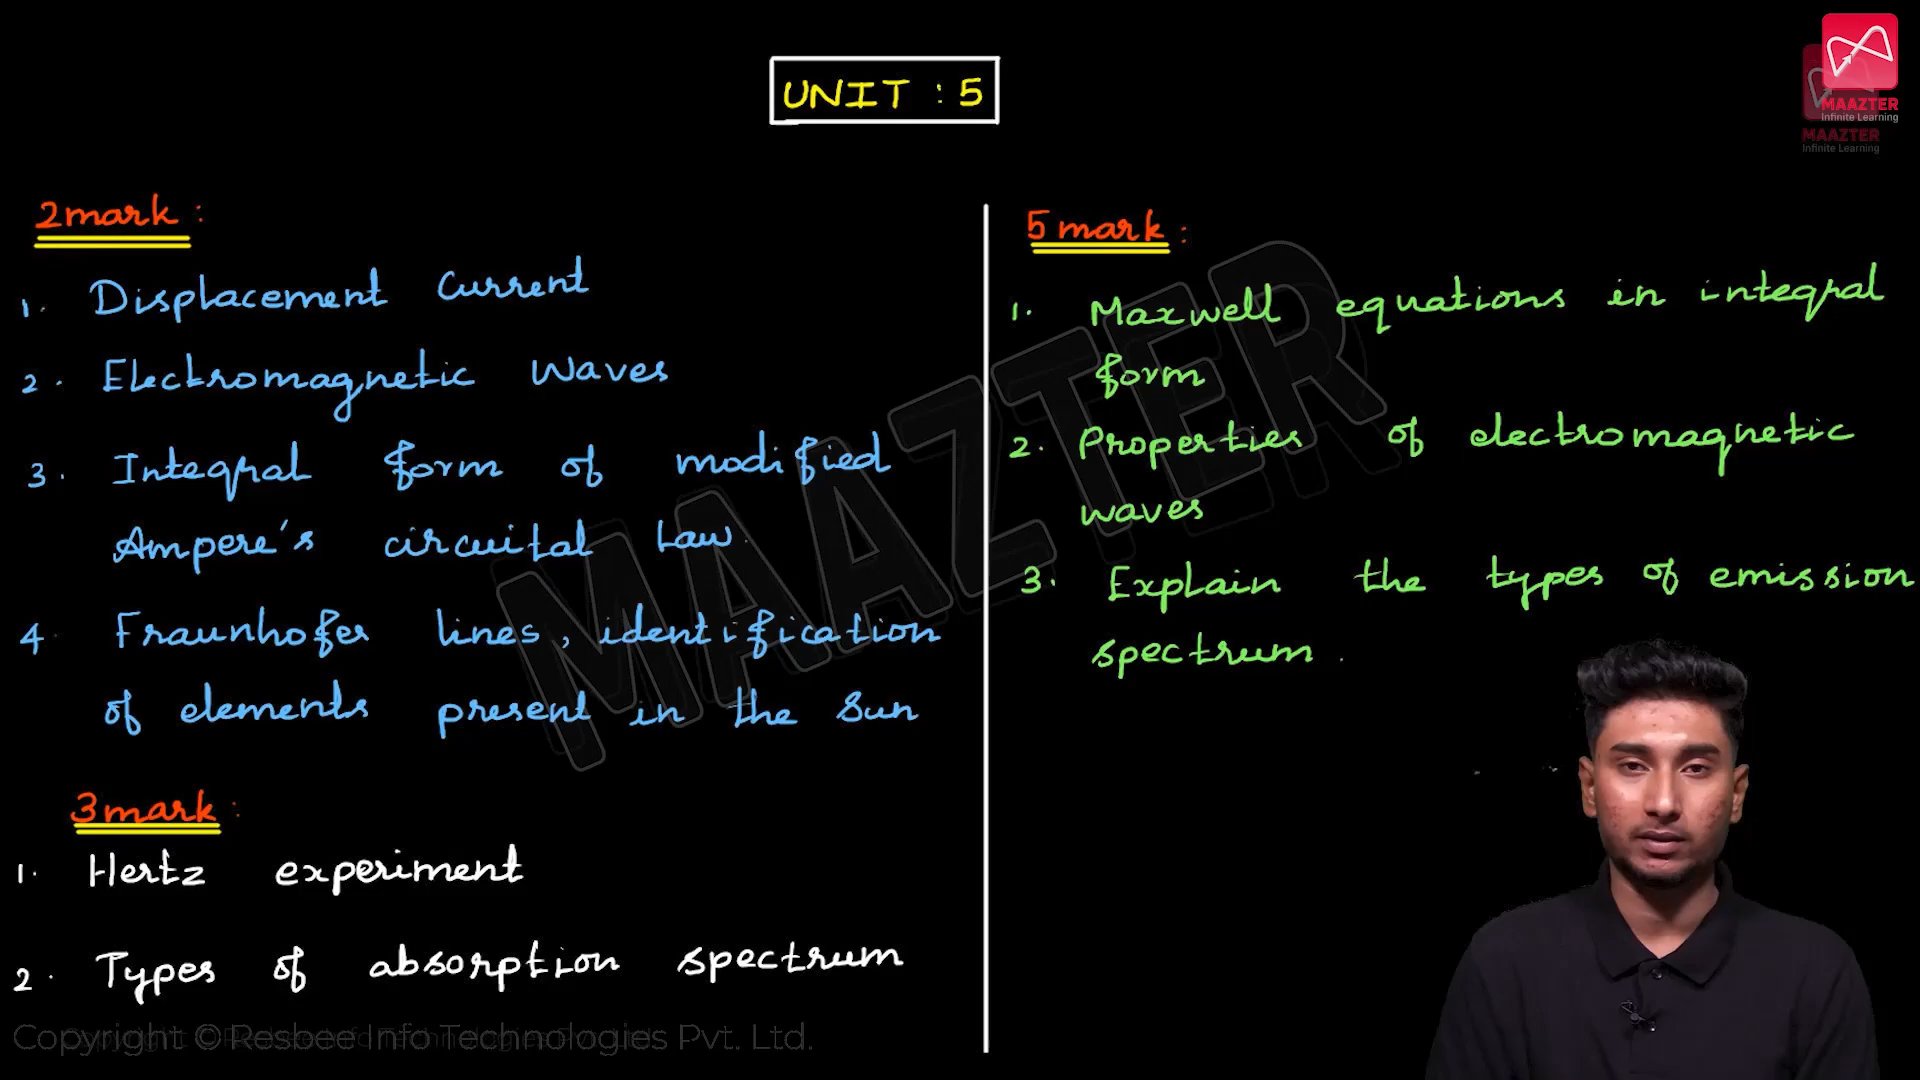 UNIT : 5
MAAZTER
Infinite Learning
MAAZTER
Infinite Learning
2mark :
1. Displacement Current
2. Electromagnetic Waves
3. Integral form of modified
Ampere's circuital Law.
4. Fraunhofer lines, identification
of elements present in the Sun
3mark :
1. Hertz experiment
2. Types of absorption spectrum
5mark :
1. Maxwell equations in integral
form
2. Properties of electromagnetic
waves
3. Explain the types of emission
spectrum.
MAAZTER
Copyright © Resbee Info Technologies Pvt. Ltd.